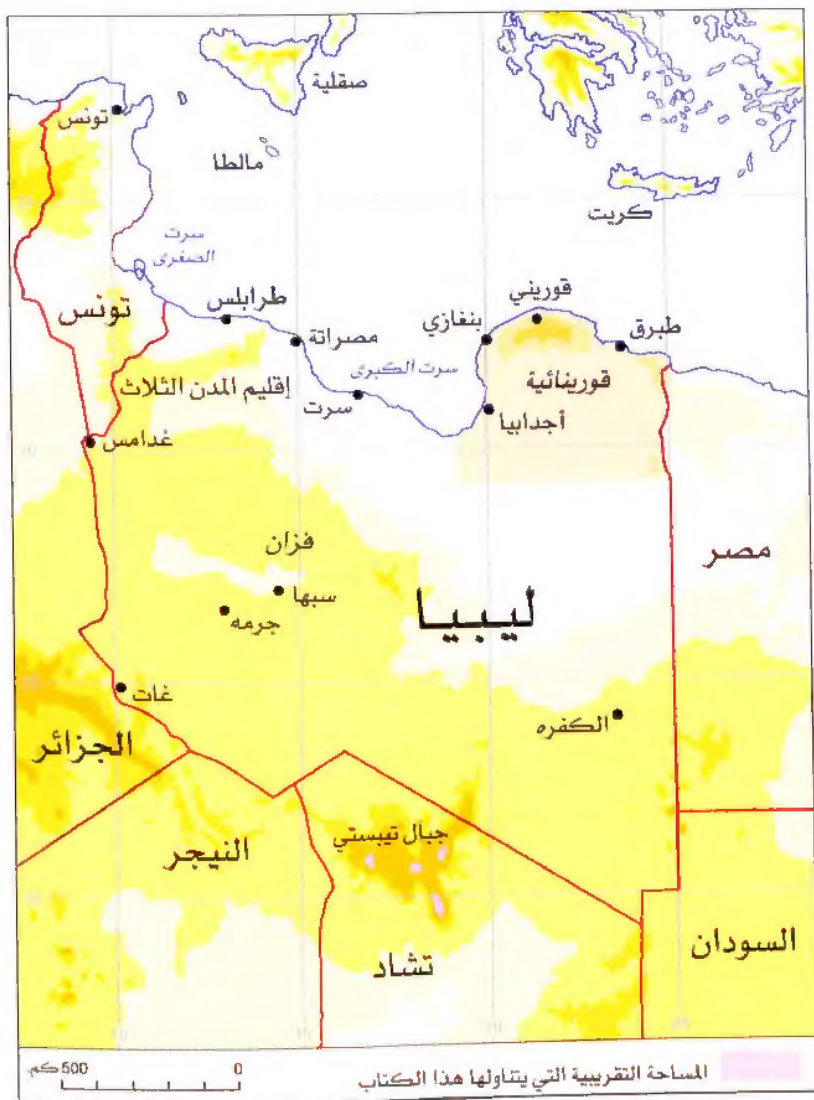 صقلية
تونس
مالطا
كريت
سرت
الصغرى
تونس
طرابلس
مصراتة
بنغازي
قوريني
طبرق
سرت الكبرى
قورينائية
إقليم المدن الثلاث
سرت
أجدابيا
غدامس
فزان
سبها
جرمه
ليبيا
مصر
غات
الكفره
الجزائر
النيجر
جبال تيبستي
تشاد
السودان
المساحة التقريبية التي يتناولها هذا الكتاب
0 500 كم.